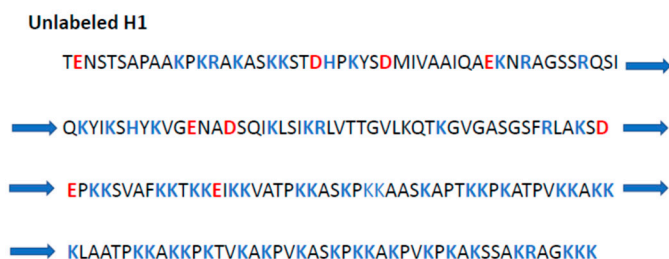 Unlabeled H1
TENSTSAPAAKPKRAKASKKSTDHPKYSDMIVAAIQAEKNRAGSSRQSI
QKYIKSHYKVGENADSQIKLSIKRLVTTGVLKQTKGVGASGSFRLAKSD
EPKKSVAFKKTKKEIKKVATPKKASKPKKAASKAPTKKPKATPVKKAKK
KLAATPKKAKKPKTVKAKPVKASKPKKAKPVKPKAKSSAKRAGKKK